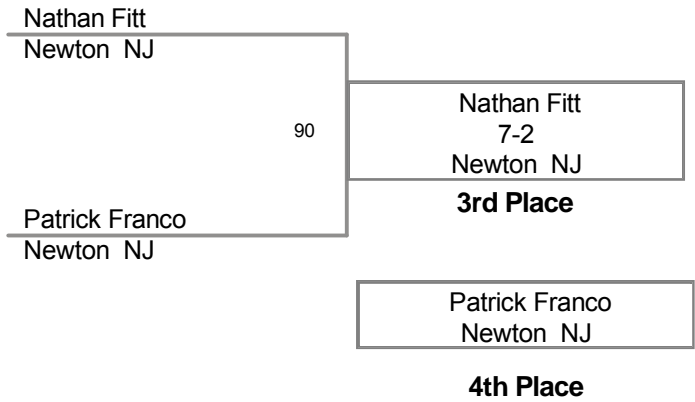 Nathan Fitt
Newton NJ
90
Nathan Fitt
7-2
Newton NJ
3rd Place
Patrick Franco
Newton NJ
Patrick Franco
Newton NJ
4th Place